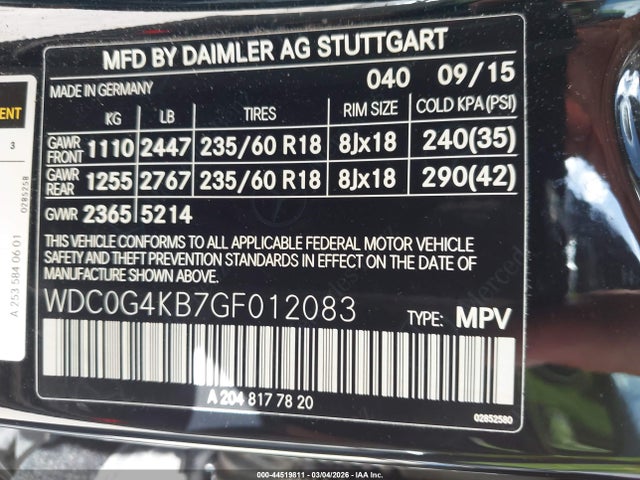 MFD BY DAIMLER AG STUTTGART
MADE IN GERMANY 040 09/15
KG LB TIRES RIM SIZE COLD KPA(PSI)
GAWR FRONT 1110 2447 235/60 R18 8Jx18 240(35)
GAWR REAR 1255 2767 235/60 R18 8Jx18 290(42)
GVWR 2365 5214
THIS VEHICLE CONFORMS TO ALL APPLICABLE FEDERAL MOTOR VEHICLE
SAFETY AND THEFT PREVENTION STANDARDS IN EFFECT ON THE DATE OF
MANUFACTURE SHOWN ABOVE.
WDC0G4KB7GF012083 TYPE: MPV
A 204 817 78 20
02852580
3
0285258
A 253 584 06 01
000-44519811 - 03/04/2026 - IAA Inc.